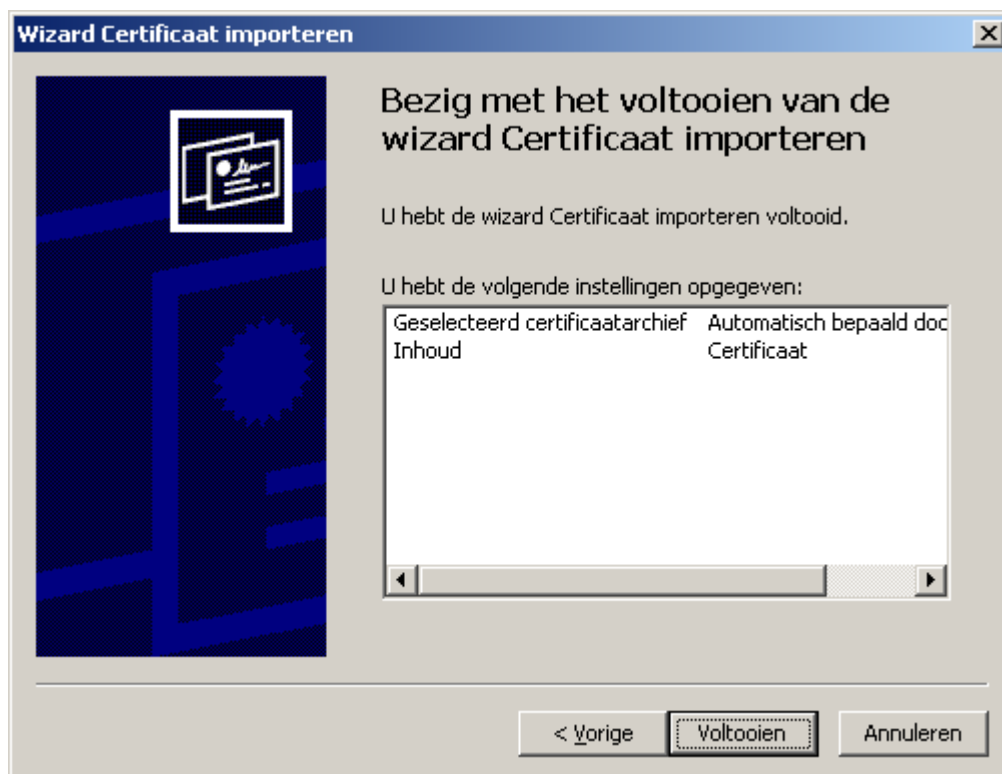 Wizard Certificaat importeren
Bezig met het voltooien van de
wizard Certificaat importeren
U hebt de wizard Certificaat importeren voltooid.
U hebt de volgende instellingen opgegeven:
Geselecteerd certificaatarchief Automatisch bepaald doc
Inhoud Certificaat
< Vorige Voltooien Annuleren